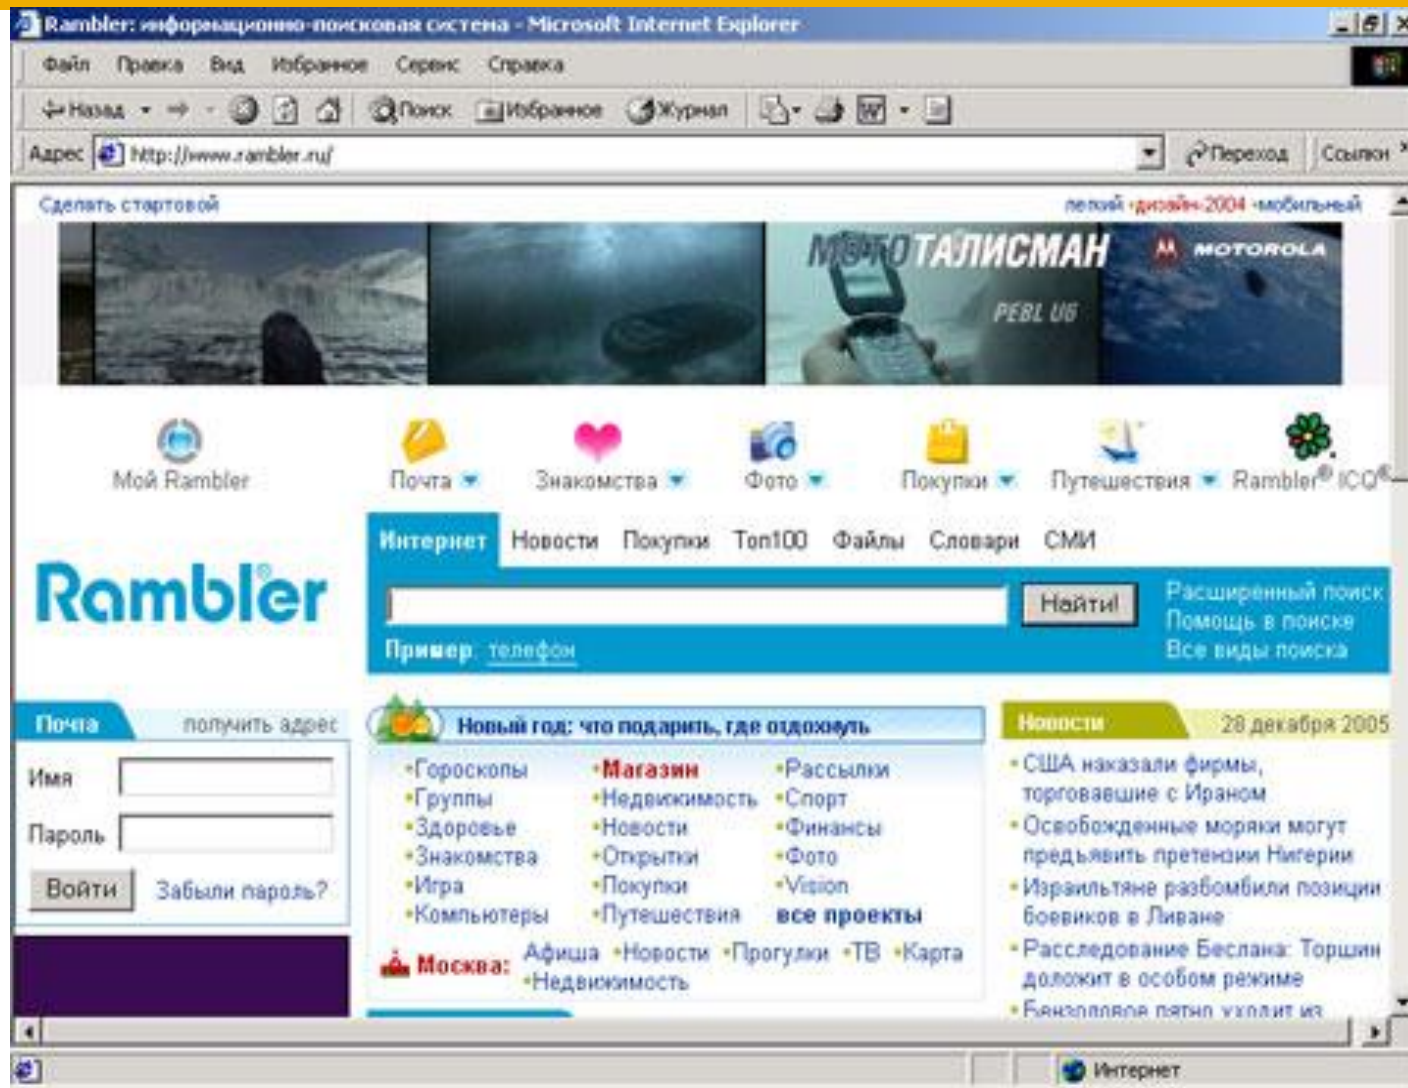 Rambler: информационно-поисковая система - Microsoft Internet Explorer
Файл Правка Вид Избранное Сервис Справка
Назад Поиск Избранное Журнал
Адрес http://www.rambler.ru/ Переход Ссылки
Сделать стартовой легкий •дизайн-2004 •мобильный
МОТОТАЛИСМАН MOTOROLA
PEBL U6
Мой Rambler Почта Знакомства Фото Покупки Путешествия Rambler® ICQ®
Интернет Новости Покупки Топ100 Файлы Словари СМИ
Rambler®
Найти!
Расширенный поиск
Помощь в поиске
Все виды поиска
Пример: телефон
Почта получить адрес
Имя
Пароль
Войти Забыли пароль?
Новый год: что подарить, где отдохнуть
•Гороскопы •Магазин •Рассылки
•Группы •Недвижимость •Спорт
•Здоровье •Новости •Финансы
•Знакомства •Открытки •Фото
•Игра •Покупки •Vision
•Компьютеры •Путешествия все проекты
Москва: Афиша •Новости •Прогулки •ТВ •Карта
•Недвижимость
Новости 28 декабря 2005
•США наказали фирмы,
торговавшие с Ираном
•Освобожденные моряки могут
предъявить претензии Нигерии
•Израильтяне разбомбили позиции
боевиков в Ливане
•Расследование Беслана: Торшин
доложит в особом режиме
•Бензоловое пятно уходит из
Интернет